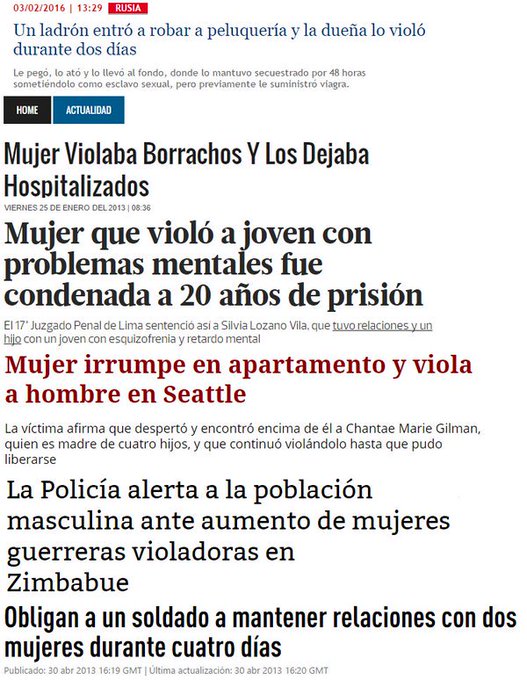 03/02/2016 | 13:29 RUSIA
Un ladrón entró a robar a peluquería y la dueña lo violó
durante dos días
Le pegó, lo ató y lo llevó al fondo, donde lo mantuvo secuestrado por 48 horas
sometiéndolo como esclavo sexual, pero previamente le suministró viagra.
HOME ACTUALIDAD
Mujer Violaba Borrachos Y Los Dejaba
Hospitalizados
VIERNES 25 DE ENERO DEL 2013 | 08:36
Mujer que violó a joven con
problemas mentales fue
condenada a 20 años de prisión
El 17° Juzgado Penal de Lima sentenció así a Silvia Lozano Vila, que tuvo relaciones y un
hijo con un joven con esquizofrenia y retardo mental
Mujer irrumpe en apartamento y viola
a hombre en Seattle
La víctima afirma que despertó y encontró encima de él a Chantae Marie Gilman,
quien es madre de cuatro hijos, y que continuó violándolo hasta que pudo
liberarse
La Policía alerta a la población
masculina ante aumento de mujeres
guerreras violadoras en
Zimbabue
Obligan a un soldado a mantener relaciones con dos
mujeres durante cuatro días
Publicado: 30 abr 2013 16:19 GMT | Última actualización: 30 abr 2013 16:20 GMT